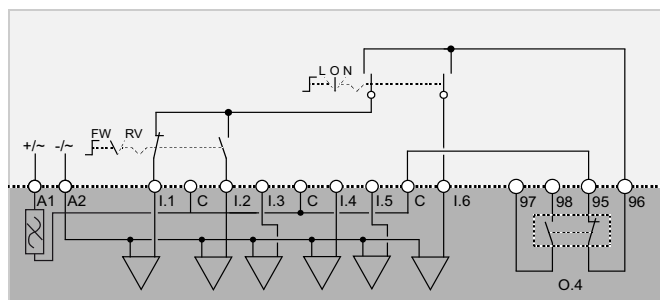 L O N
FW RV
+/~ -/~
A1 A2 I.1 C I.2 I.3 C I.4 I.5 C I.6 97 98 95 96
O.4